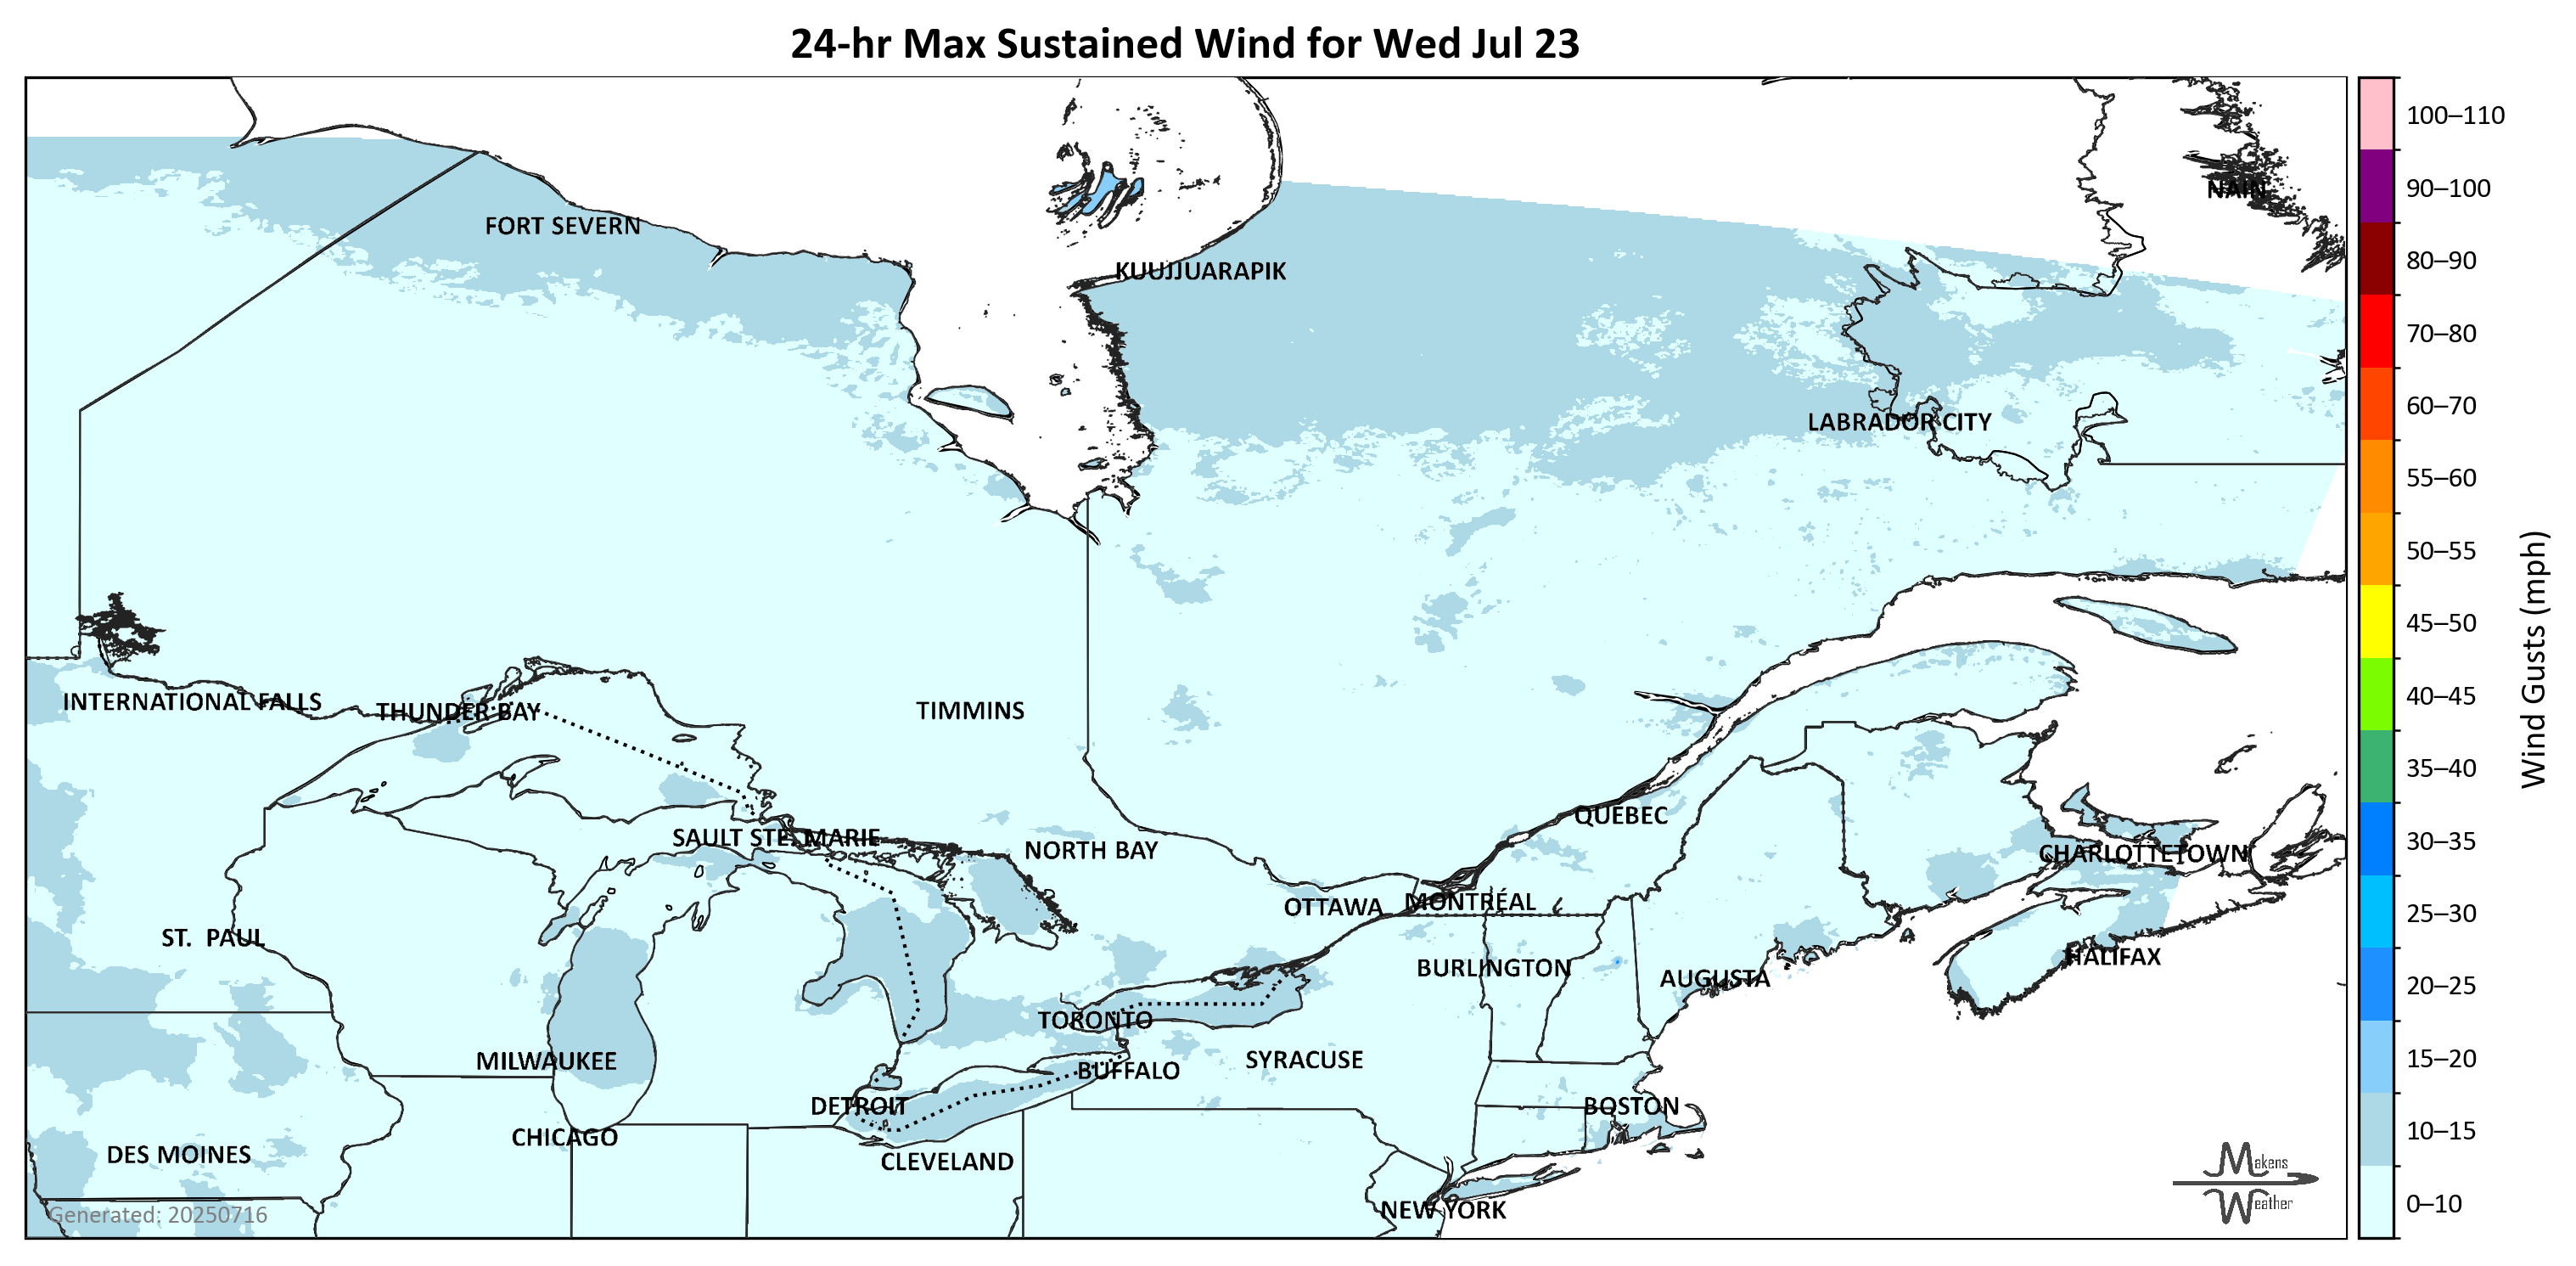 24-hr Max Sustained Wind for Wed Jul 23
100–110
90–100
NAIN
80–90
FORT SEVERN
KUUJJUARAPIK
70–80
60–70
LABRADOR CITY
55–60
50–55
45–50
Wind Gusts (mph)
40–45
INTERNATIONAL FALLS
THUNDER BAY
TIMMINS
35–40
QUÉBEC
30–35
SAULT STE. MARIE
NORTH BAY
CHARLOTTETOWN
OTTAWA
MONTRÉAL
25–30
ST. PAUL
HALIFAX
BURLINGTON
AUGUSTA
20–25
TORONTO
MILWAUKEE
SYRACUSE
15–20
BUFFALO
DETROIT
BOSTON
10–15
CHICAGO
DES MOINES
CLEVELAND
Makens
Weather
0–10
NEW YORK
Generated: 20250716